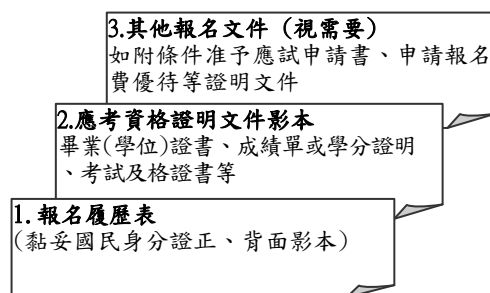 3.其他報名文件（視需要）
如附條件准予應試申請書、申請報名
費優待等證明文件
2.應考資格證明文件影本
畢業(學位)證書、成績單或學分證明
、考試及格證書等
1.報名履歷表
(黏妥國民身分證正、背面影本)